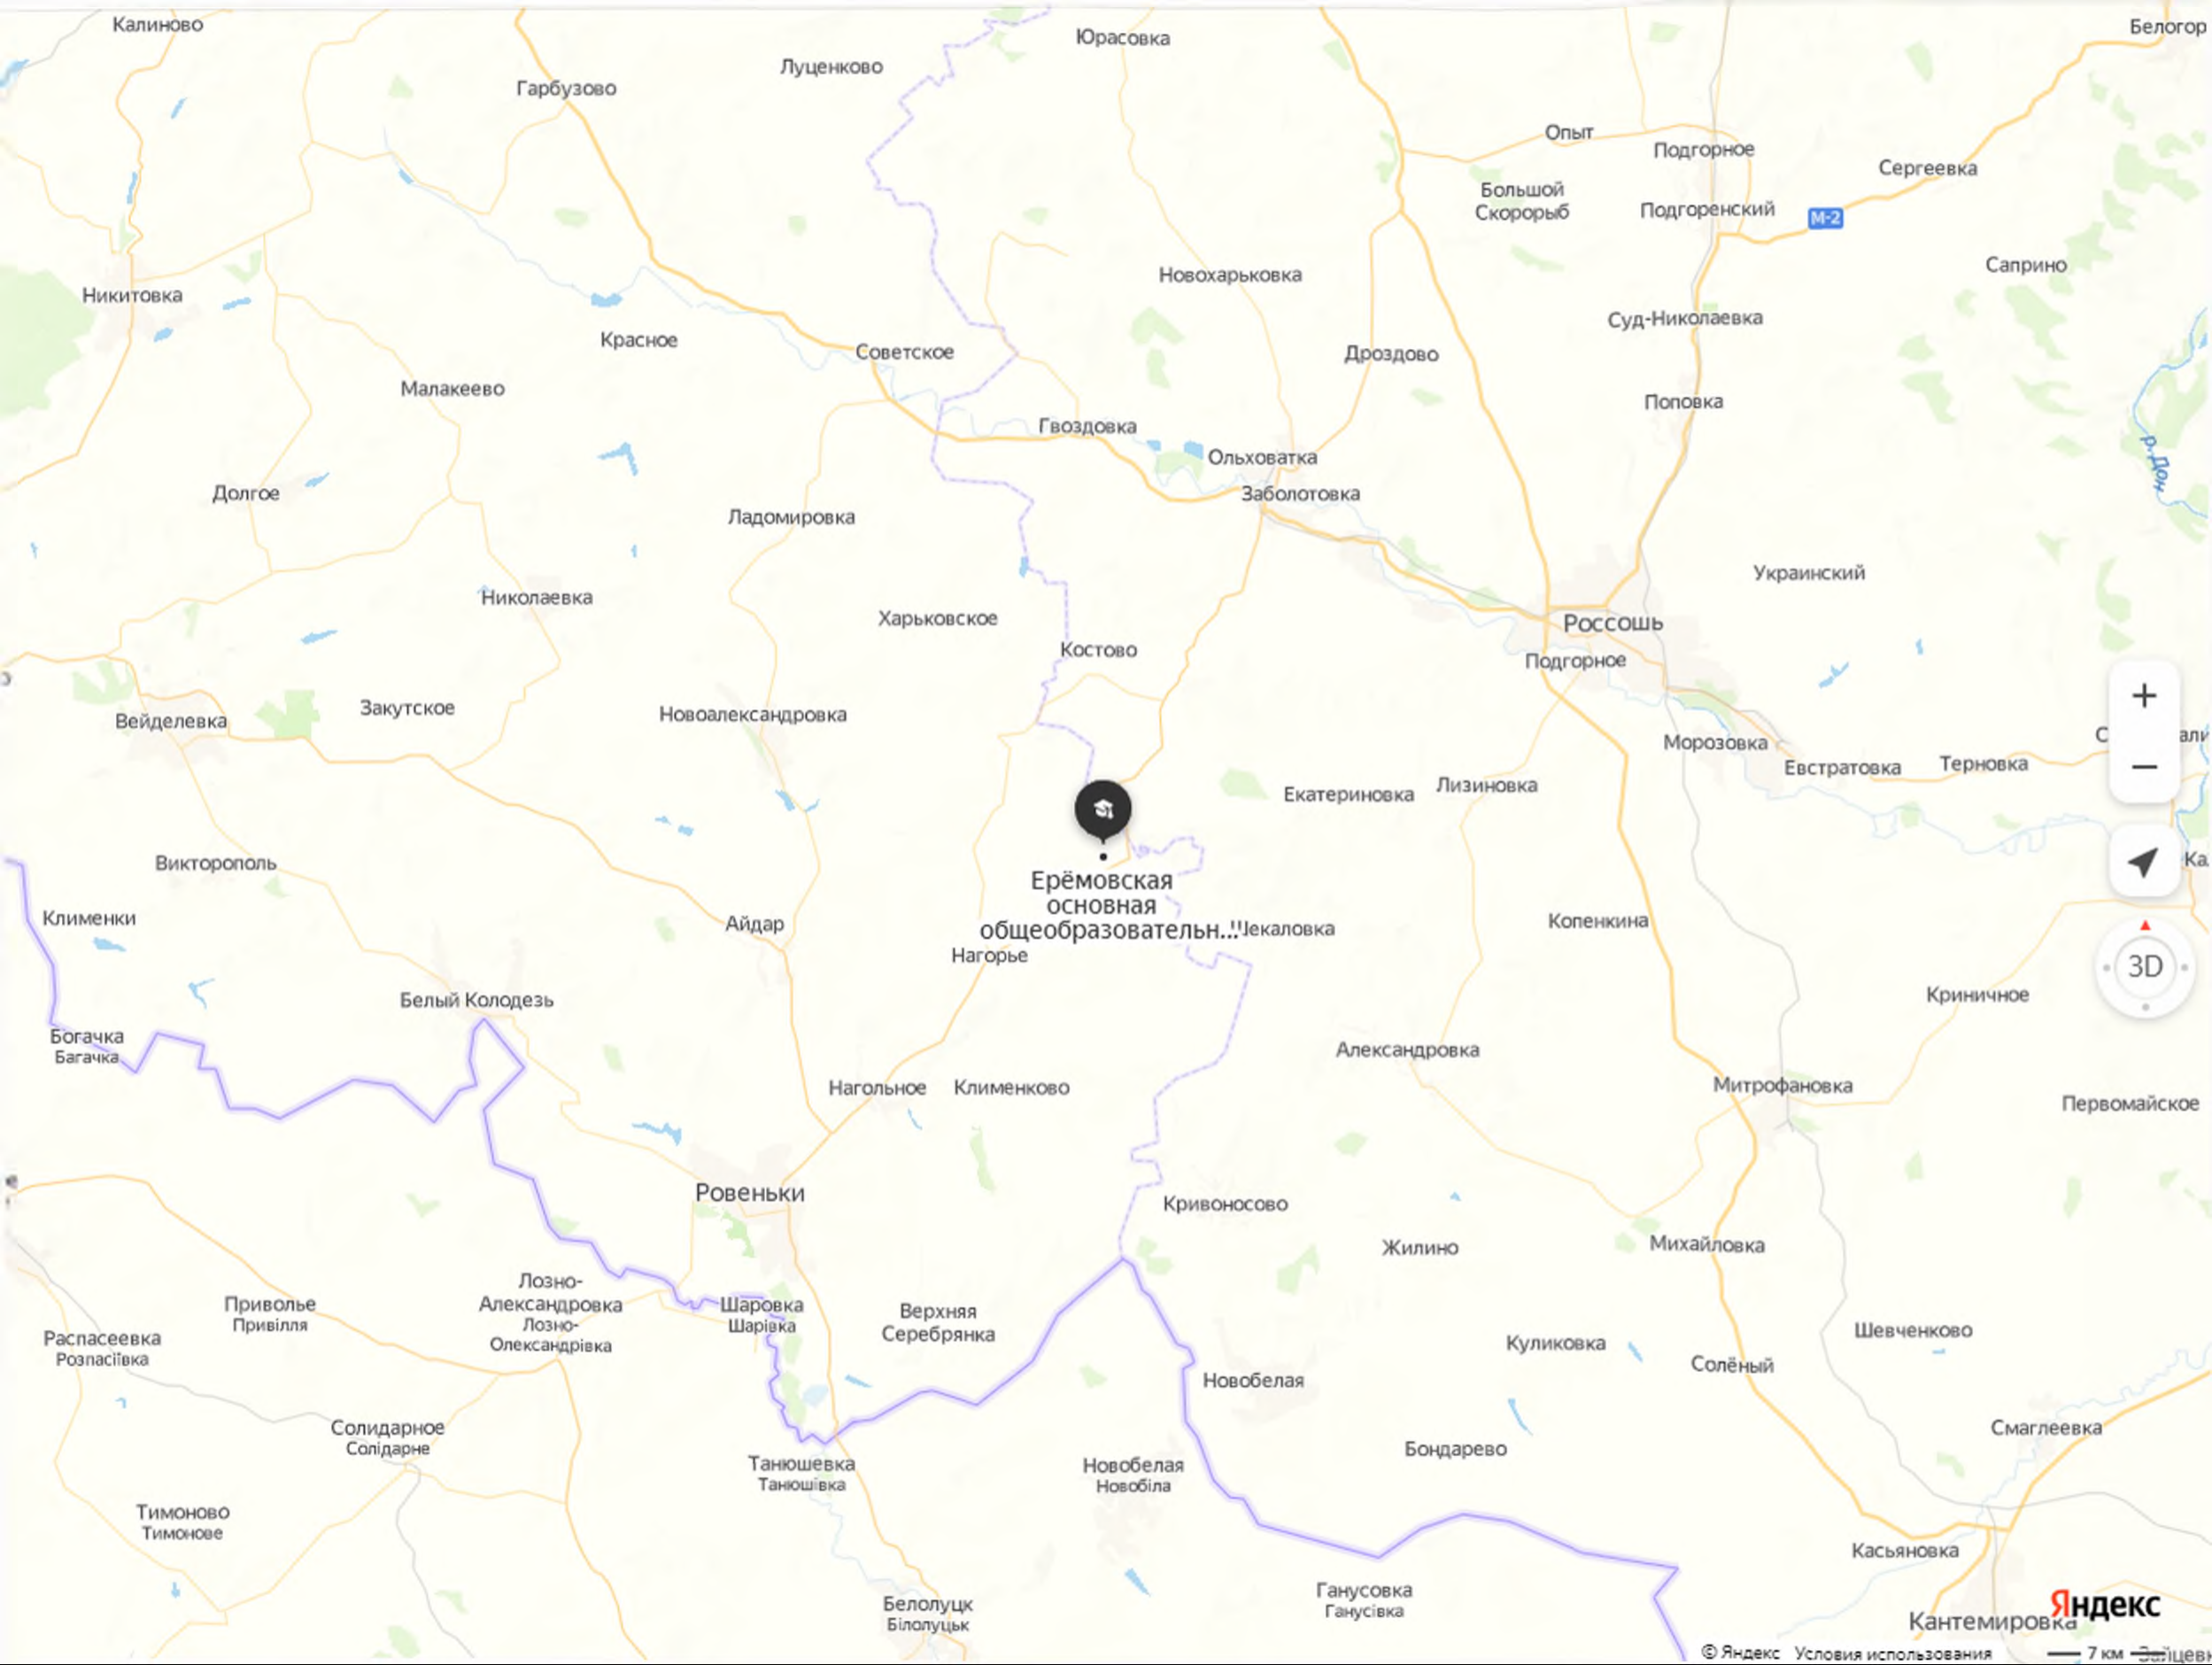 Калиново
Юрасовка
Белогор
Луценково
Гарбузово
Опыт
Подгорное
Сергеевка
Большой
Скорорыб
Подгоренский
М-2
Саприно
Новохарьковка
Никитовка
Суд-Николаевка
Красное
Советское
Дроздово
Малакеево
Поповка
Гвоздовка
Ольховатка
р. Дон
Долгое
Заболотовка
Ладомировка
Украинский
Николаевка
Харьковское
Россошь
Костово
Подгорное
+
Закутское
Новоалександровка
Вейделевка
Морозовка
Евстратовка
Терновка
−
Лизиновка
Екатериновка
Викторополь
Ка
Ерёмовская
основная
общеобразовательн...
Чекаловка
Клименки
Айдар
Копенкина
Нагорье
3D
Криничное
Белый Колодезь
Богачка
Багачка
Александровка
Нагольное
Клименково
Митрофановка
Первомайское
Ровеньки
Кривоносово
Жилино
Михайловка
Лозно-
Александровка
Лозно-
Олександрівка
Приволье
Привілля
Шаровка
Шарівка
Верхняя
Серебрянка
Распасеевка
Розпасіївка
Шевченково
Куликовка
Солёный
Новобелая
Солидарное
Солідарне
Смаглеевка
Бондарево
Танюшевка
Танюшівка
Новобелая
Новобіла
Тимоново
Тимонове
Касьяновка
Ганусовка
Ганусівка
Белолуцк
Білолуцьк
Яндекс
Кантемировка
© Яндекс Условия использования
7 км